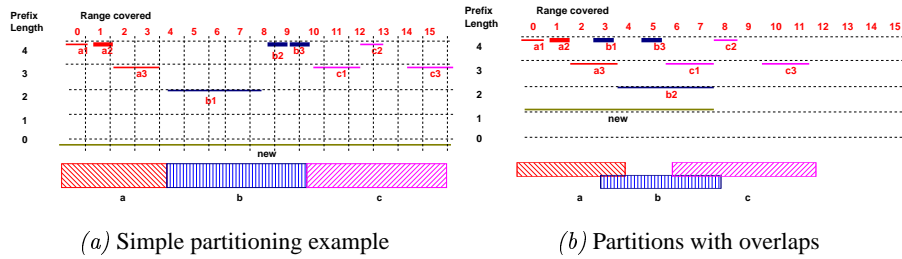 Prefix Length
Range covered
0 1 2 3 4 5 6 7 8 9 10 11 12 13 14 15
4
a1 a2 b2 b3 c2
3
a3 c1 c3
2
b1
1
0
new
a b c
(a) Simple partitioning example
Prefix Length
Range covered
0 1 2 3 4 5 6 7 8 9 10 11 12 13 14 15
4
a1 a2 b1 b3 c2
3
a3 c1 c3
2
b2
1
new
0
a b c
(b) Partitions with overlaps